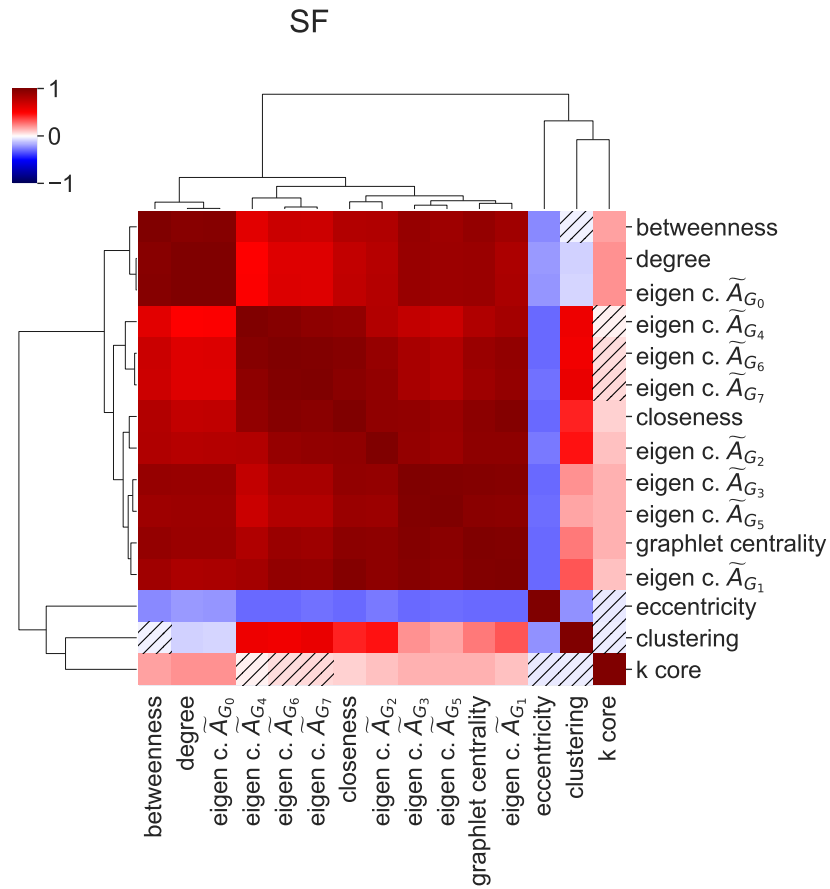 SF
1
0
−1
betweenness
degree
eigen c. Ã_{G_0}
eigen c. Ã_{G_4}
eigen c. Ã_{G_6}
eigen c. Ã_{G_7}
closeness
eigen c. Ã_{G_2}
eigen c. Ã_{G_3}
eigen c. Ã_{G_5}
graphlet centrality
eigen c. Ã_{G_1}
eccentricity
clustering
k core
betweenness
degree
eigen c. Ã_{G_0}
eigen c. Ã_{G_4}
eigen c. Ã_{G_6}
eigen c. Ã_{G_7}
closeness
eigen c. Ã_{G_2}
eigen c. Ã_{G_3}
eigen c. Ã_{G_5}
graphlet centrality
eigen c. Ã_{G_1}
eccentricity
clustering
k core